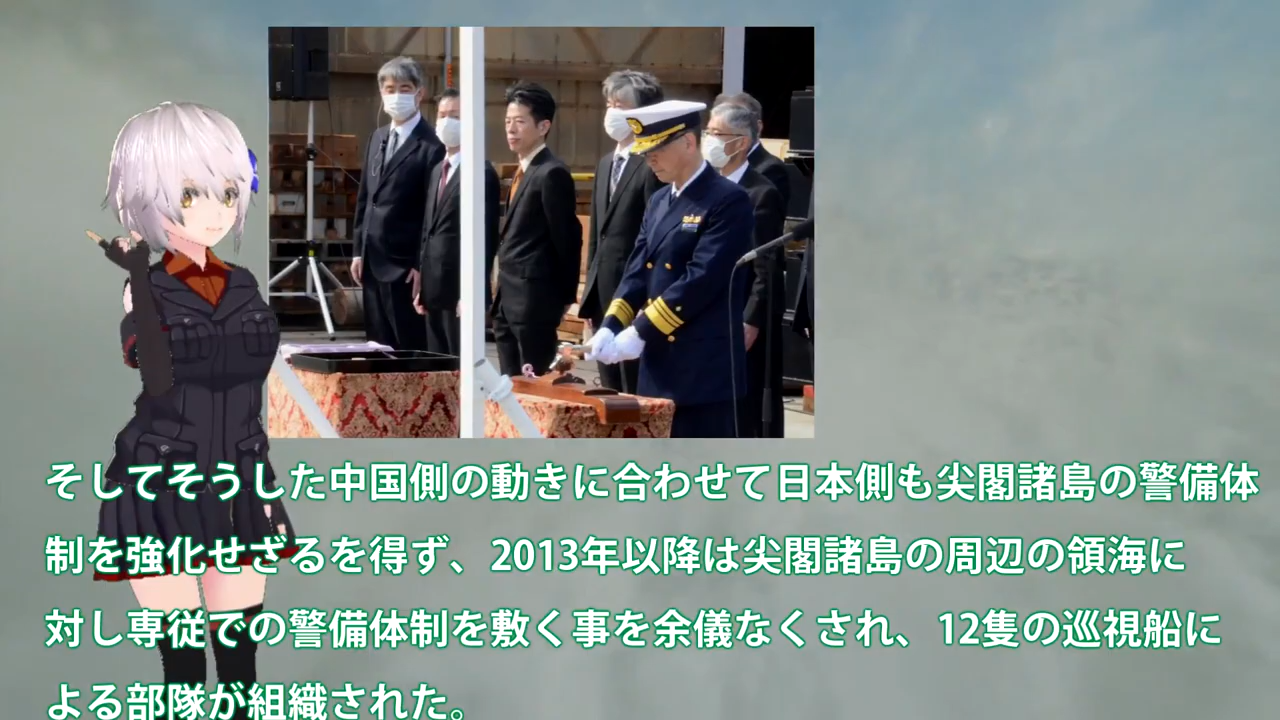 そしてそうした中国側の動きに合わせて日本側も尖閣諸島の警備体
制を強化せざるを得ず、2013年以降は尖閣諸島の周辺の領海に
対し専従での警備体制を敷く事を余儀なくされ、12隻の巡視船に
よる部隊が組織された。